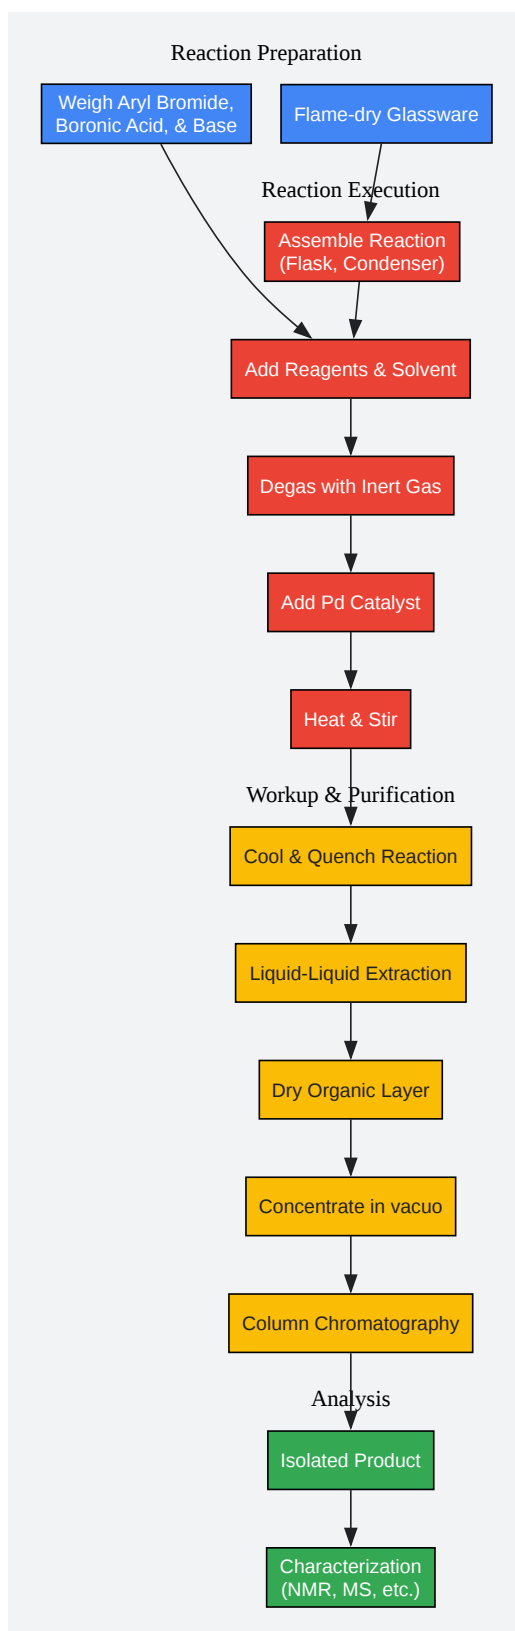 Reaction Preparation
Weigh Aryl Bromide,
Boronic Acid, & Base
Flame-dry Glassware
Reaction Execution
Assemble Reaction
(Flask, Condenser)
Add Reagents & Solvent
Degas with Inert Gas
Add Pd Catalyst
Heat & Stir
Workup & Purification
Cool & Quench Reaction
Liquid-Liquid Extraction
Dry Organic Layer
Concentrate in vacuo
Column Chromatography
Analysis
Isolated Product
Characterization
(NMR, MS, etc.)